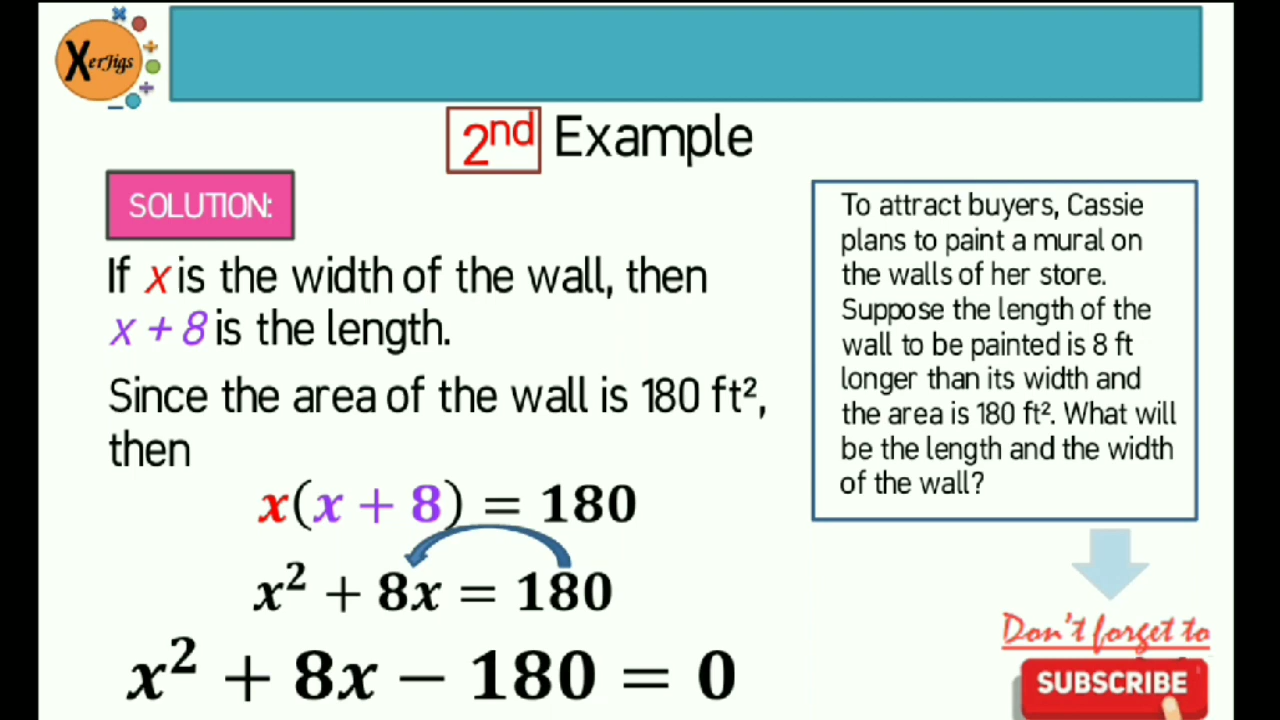 XerJigs
2nd Example
SOLUTION:
If x is the width of the wall, then
x + 8 is the length.
Since the area of the wall is 180 ft²,
then
x(x + 8) = 180
x² + 8x = 180
x² + 8x − 180 = 0
To attract buyers, Cassie
plans to paint a mural on
the walls of her store.
Suppose the length of the
wall to be painted is 8 ft
longer than its width and
the area is 180 ft². What will
be the length and the width
of the wall?
Don't forget to
SUBSCRIBE